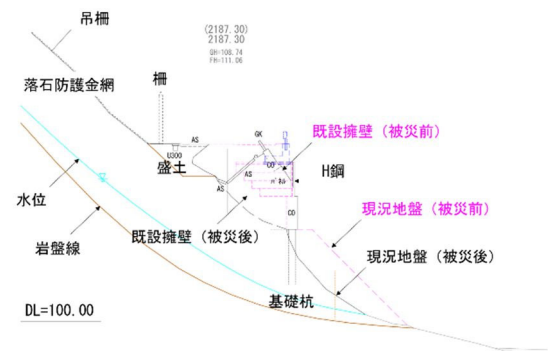 吊柵
(2187.30)
2187.30
GH=108.74
FH=111.06
柵
落石防護金網
AS
GK
既設擁壁（被災前）
U300
CO
盛土
H鋼
AS
AS
ﾊﾟﾈﾙ
水位
CO
現況地盤（被災前）
既設擁壁（被災後）
岩盤線
現況地盤（被災後）
基礎杭
DL=100.00